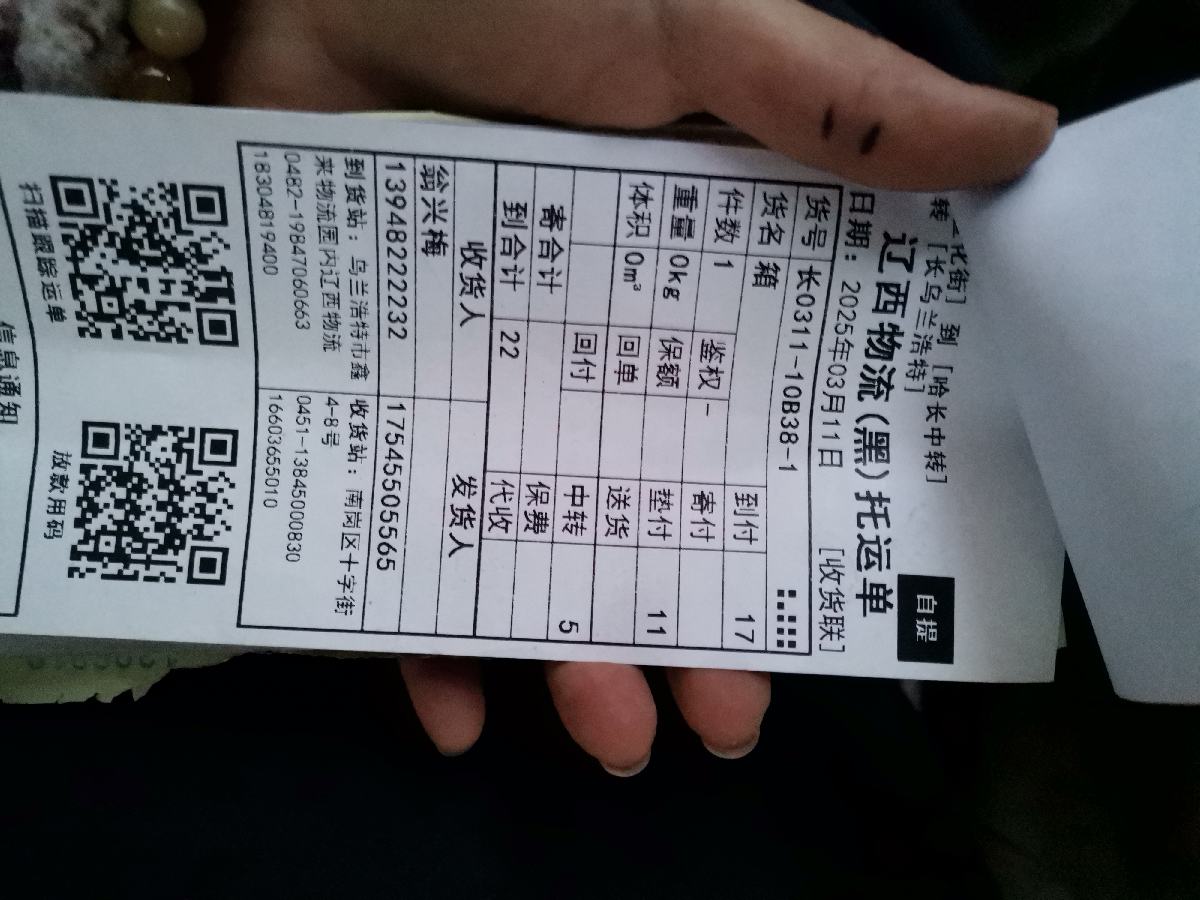 [哈长中转]
到 [长乌兰浩特]
自提
辽西物流(黑)托运单
日期：2025年03月11日 [收货联]
货号 长0311-10B38-1
货名 箱 到付 17
件数 1 鉴权 - 寄付
重量 0kg 保额 垫付 11
体积 0m³ 回单 送货
回付 中转 5
寄合计 保费
到合计 22 代收
收货人 发货人
翁兴梅
13948222232 17545505565
到货站：乌兰浩特市鑫 收货站：南岗区十字街
来物流园内辽西物流 4-8号
0482-19847060663 0451-13845000830
18304819400 16603655010
扫描跟踪运单 放款用码
信息通知